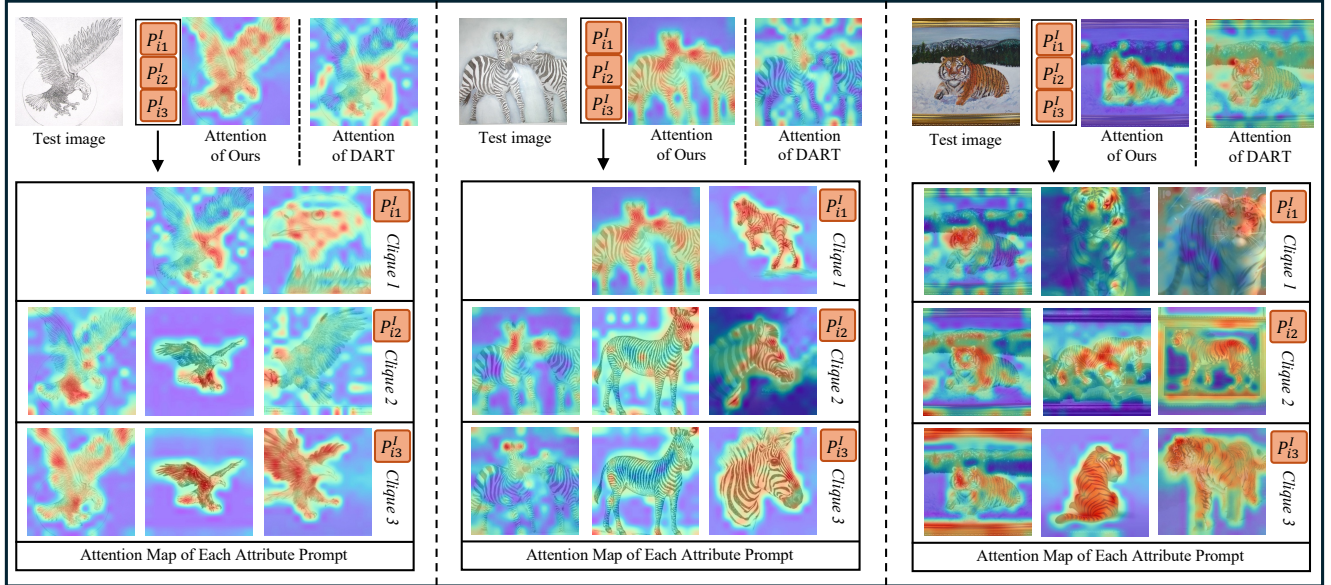 P^I_{i1}
P^I_{i2}
P^I_{i3}
Test image
Attention
of Ours
Attention
of DART
P^I_{i1}
Clique 1
P^I_{i2}
Clique 2
P^I_{i3}
Clique 3
Attention Map of Each Attribute Prompt
P^I_{i1}
P^I_{i2}
P^I_{i3}
Test image
Attention
of Ours
Attention
of DART
P^I_{i1}
Clique 1
P^I_{i2}
Clique 2
P^I_{i3}
Clique 3
Attention Map of Each Attribute Prompt
P^I_{i1}
P^I_{i2}
P^I_{i3}
Test image
Attention
of Ours
Attention
of DART
P^I_{i1}
Clique 1
P^I_{i2}
Clique 2
P^I_{i3}
Clique 3
Attention Map of Each Attribute Prompt